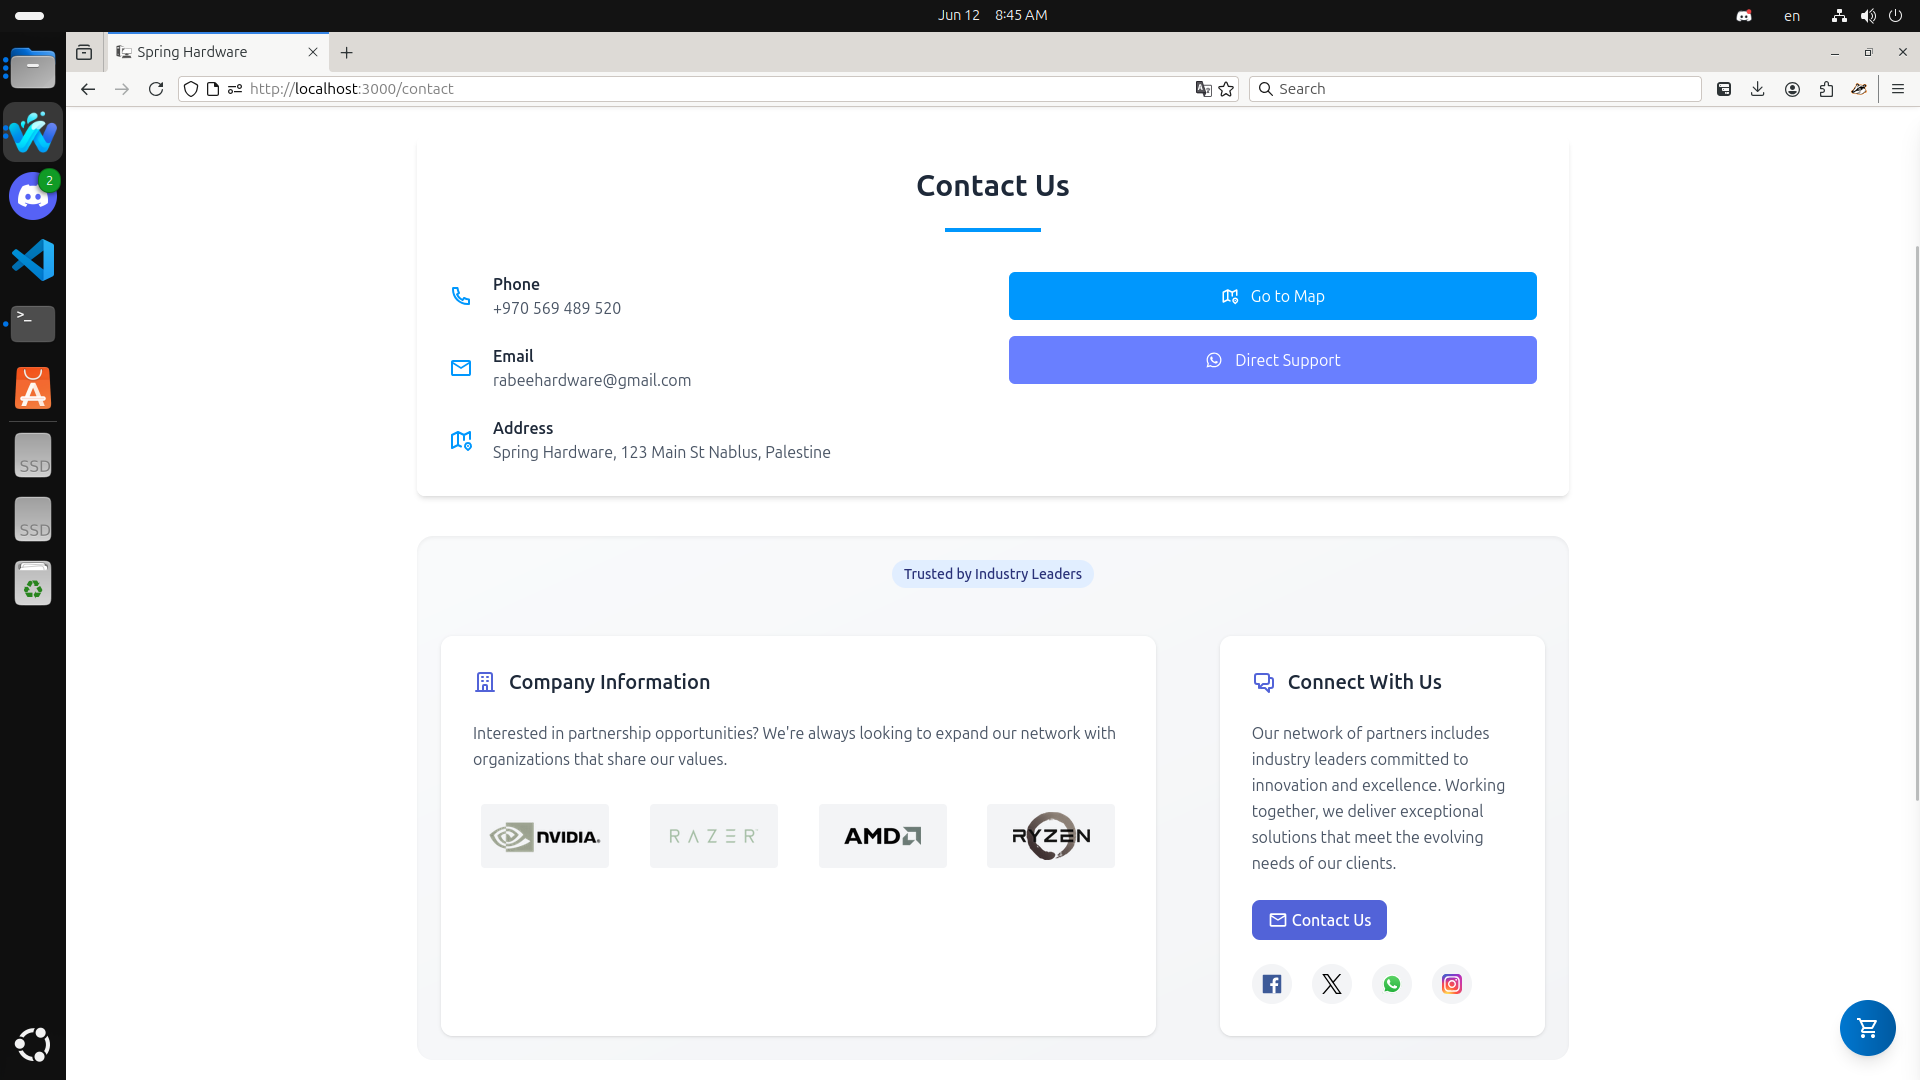 Jun 12 8:45 AM
en
Spring Hardware
http://localhost:3000/contact
Search
2
>_
SSD
SSD
Contact Us
Phone
+970 569 489 520
Email
rabeehardware@gmail.com
Address
Spring Hardware, 123 Main St Nablus, Palestine
Go to Map
Direct Support
Trusted by Industry Leaders
Company Information
Interested in partnership opportunities? We're always looking to expand our network with
organizations that share our values.
NVIDIA.
RAZER
AMD
RYZEN
Connect With Us
Our network of partners includes
industry leaders committed to
innovation and excellence. Working
together, we deliver exceptional
solutions that meet the evolving
needs of our clients.
Contact Us